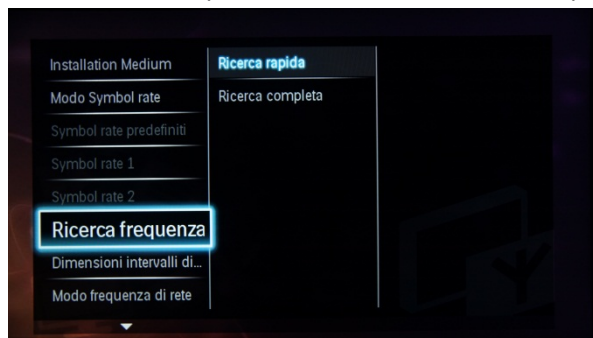 Installation Medium
Modo Symbol rate
Symbol rate predefiniti
Symbol rate 1
Symbol rate 2
Ricerca frequenza
Dimensioni intervalli di...
Modo frequenza di rete
Ricerca rapida
Ricerca completa